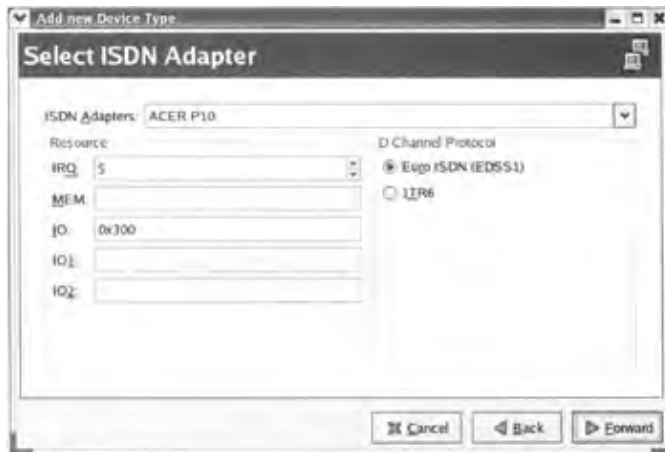 Add new Device Type
Select ISDN Adapter
ISDN Adapters: ACER P10
Resource
IRQ: 5
MEM:
IO: 0x300
IO1:
IO2:
D Channel Protocol
Euro ISDN (EDSS1)
1TR6
Cancel
Back
Forward